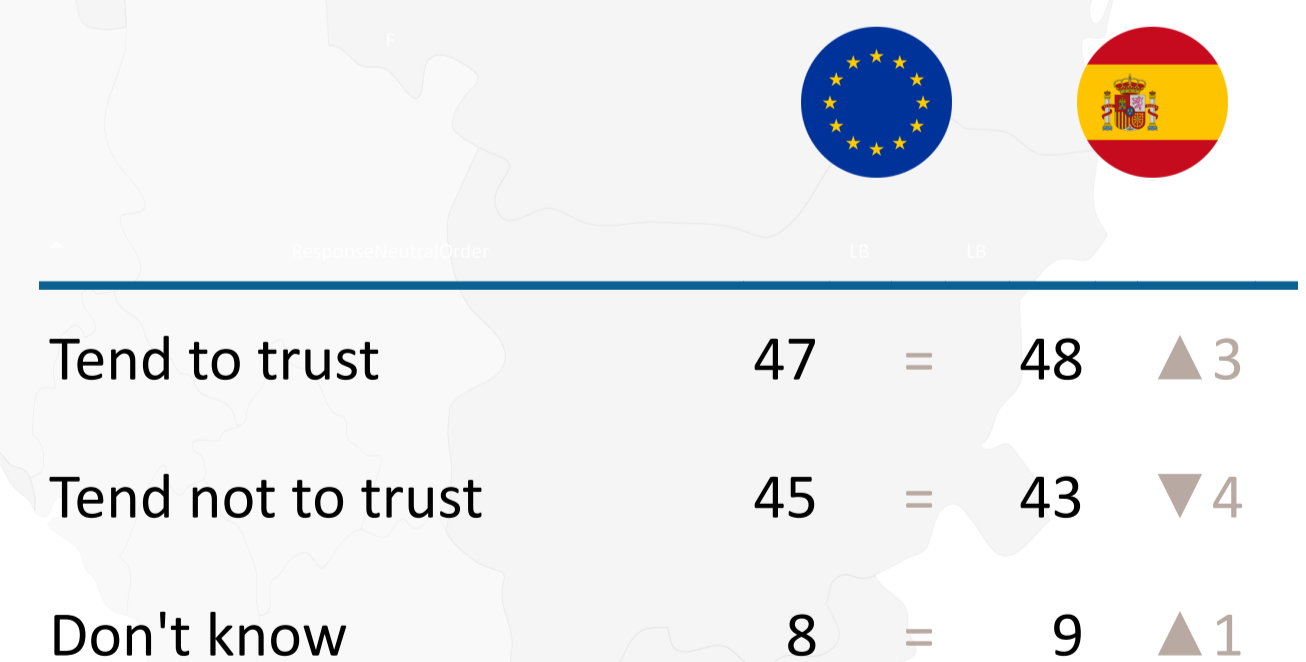 F
ResponceNeutralOrder LB LB
Tend to trust 47 = 48 ▲3
Tend not to trust 45 = 43 ▼4
Don't know 8 = 9 ▲1